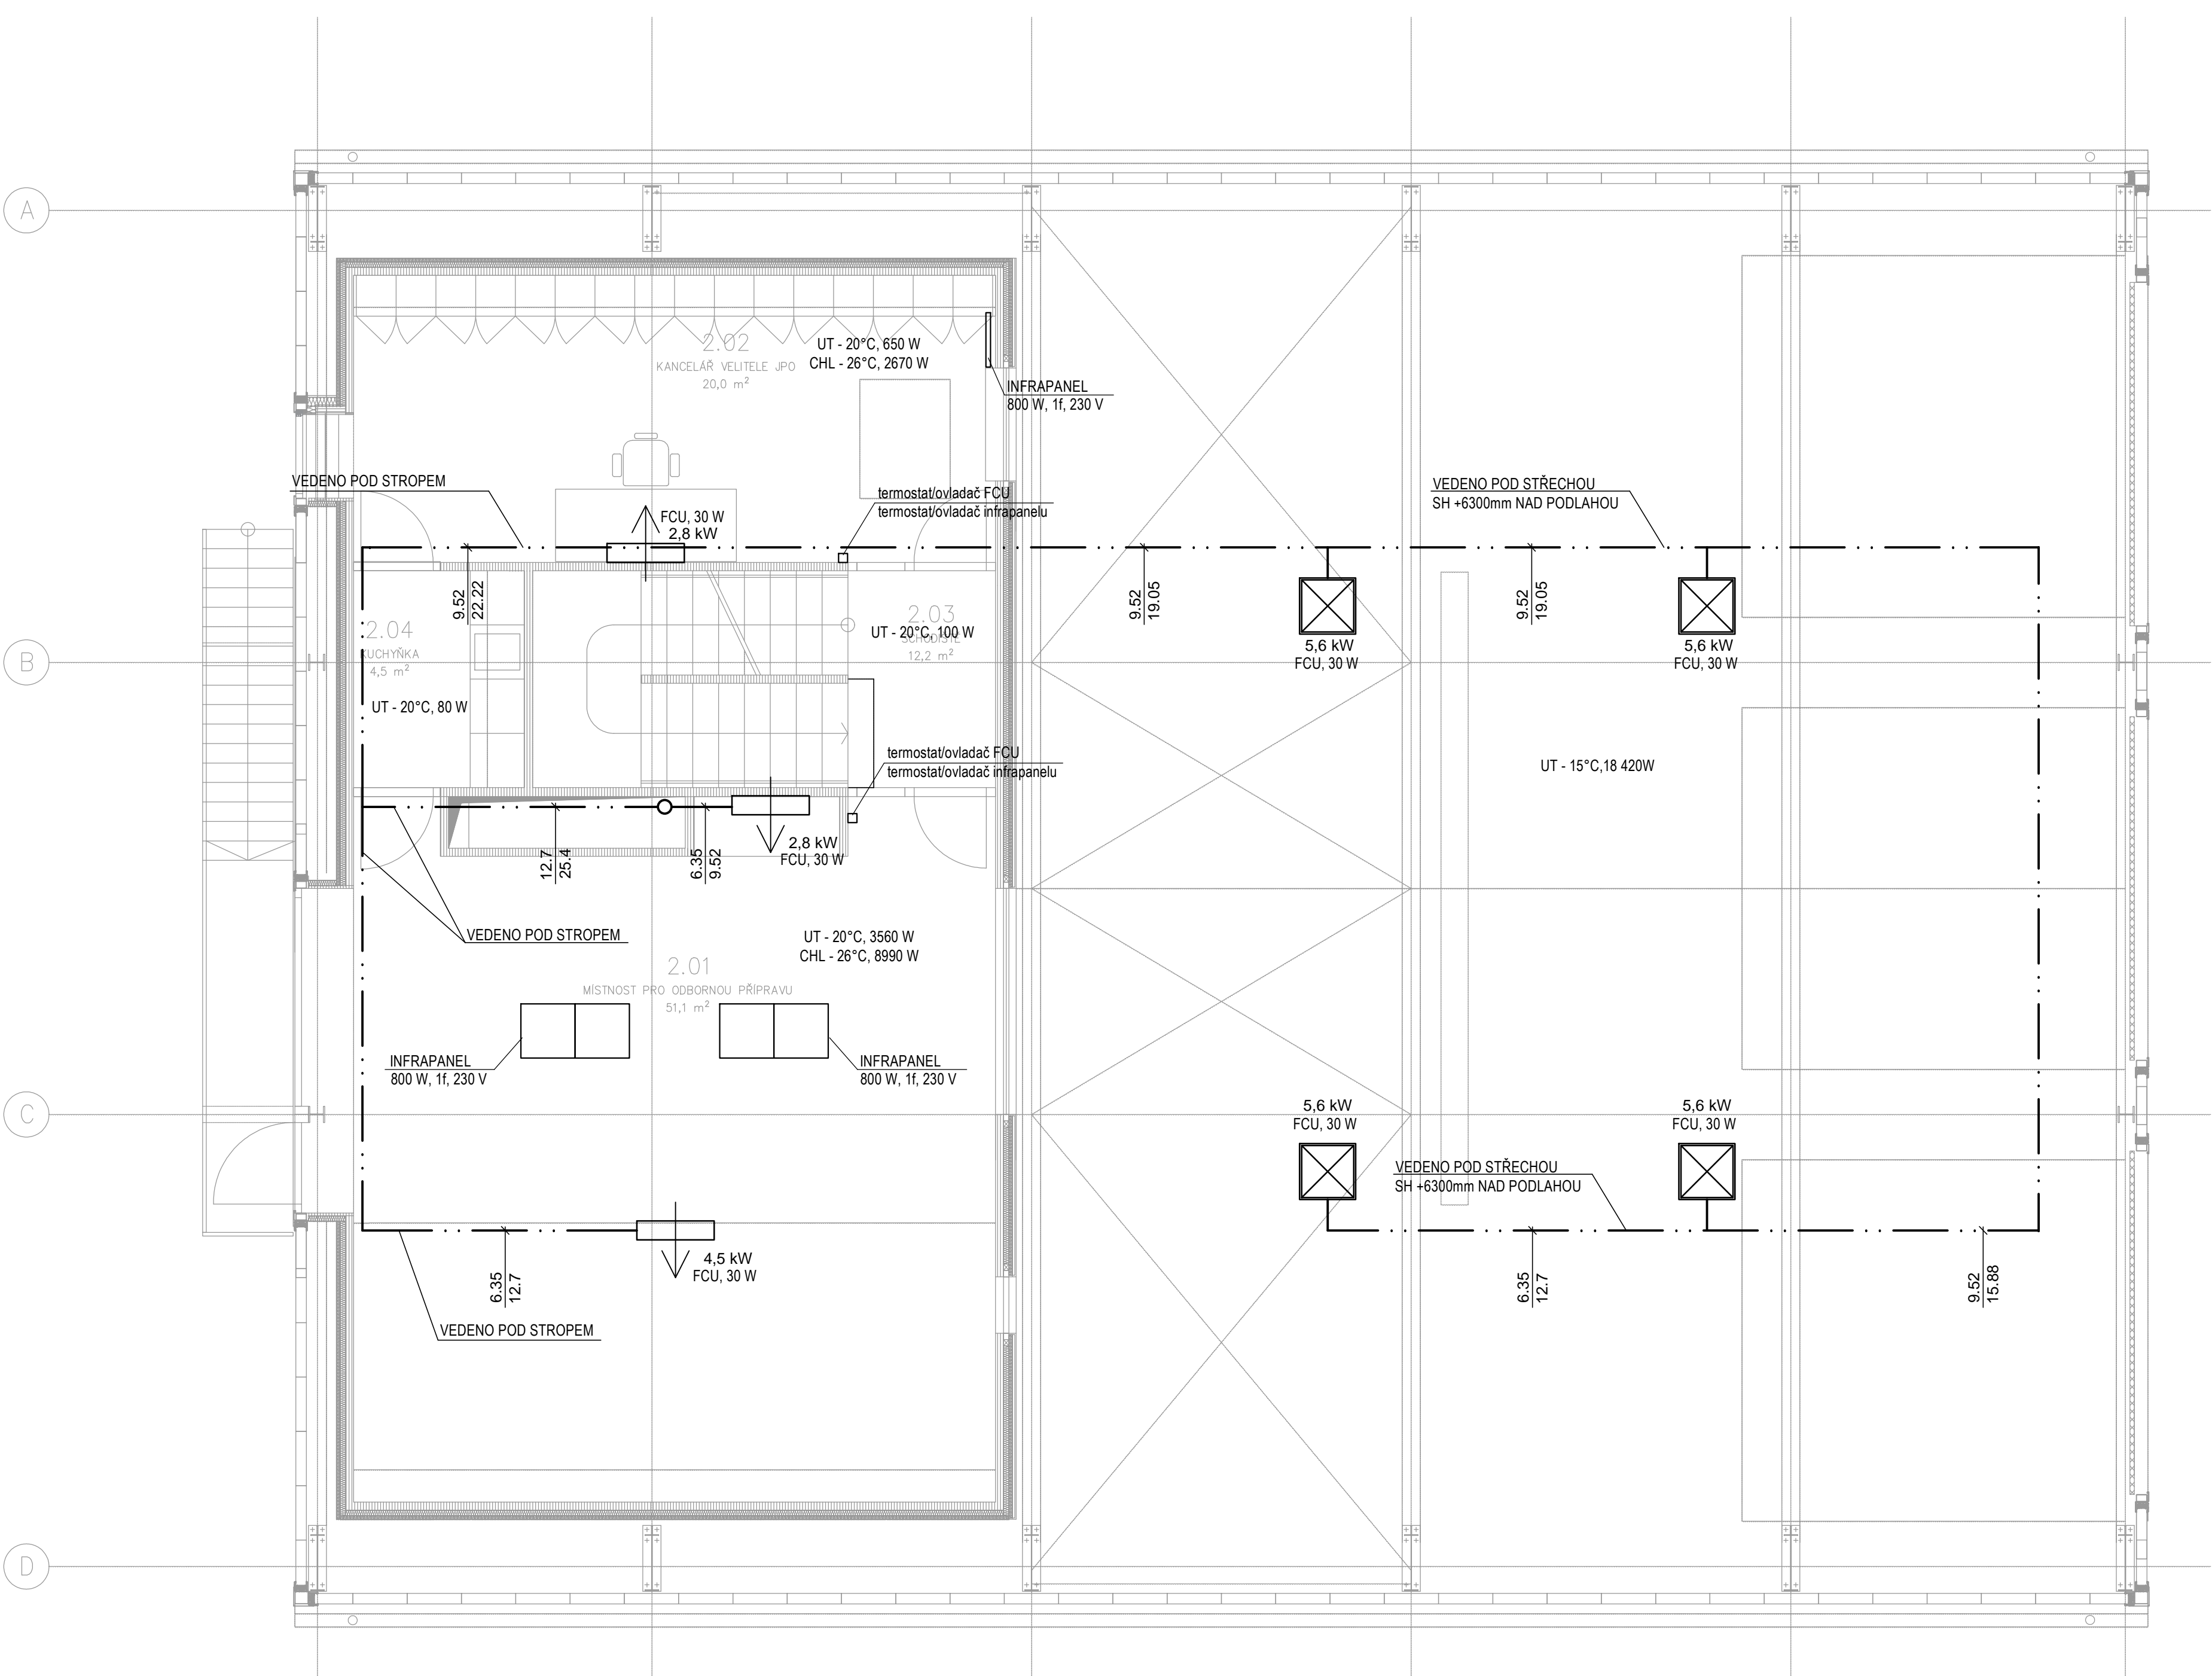 A
2.02
KANCELÁŘ VELITELE JPO
20,0 m²
UT - 20°C, 650 W
CHL - 26°C, 2670 W
INFRAPANEL
800 W, 1f, 230 V
VEDENO POD STROPEM
FCU, 30 W
2,8 kW
termostat/ovladač FCU
termostat/ovladač infrapanelu
VEDENO POD STŘECHOU
SH +6300mm NAD PODLAHOU
9.52
22.22
9.52
19.05
9.52
19.05
5,6 kW
FCU, 30 W
5,6 kW
FCU, 30 W
B
2.04
KUCHYŇKA
4,5 m²
UT - 20°C, 80 W
2.03
UT - 20°C, 100 W
SCHODIŠTĚ
12,2 m²
termostat/ovladač FCU
termostat/ovladač infrapanelu
UT - 15°C,18 420W
12.7
25.4
6.35
9.52
2,8 kW
FCU, 30 W
VEDENO POD STROPEM
UT - 20°C, 3560 W
CHL - 26°C, 8990 W
2.01
MÍSTNOST PRO ODBORNOU PŘÍPRAVU
51,1 m²
INFRAPANEL
800 W, 1f, 230 V
INFRAPANEL
800 W, 1f, 230 V
C
5,6 kW
FCU, 30 W
5,6 kW
FCU, 30 W
VEDENO POD STŘECHOU
SH +6300mm NAD PODLAHOU
4,5 kW
FCU, 30 W
6.35
12.7
6.35
12.7
9.52
15.88
VEDENO POD STROPEM
D